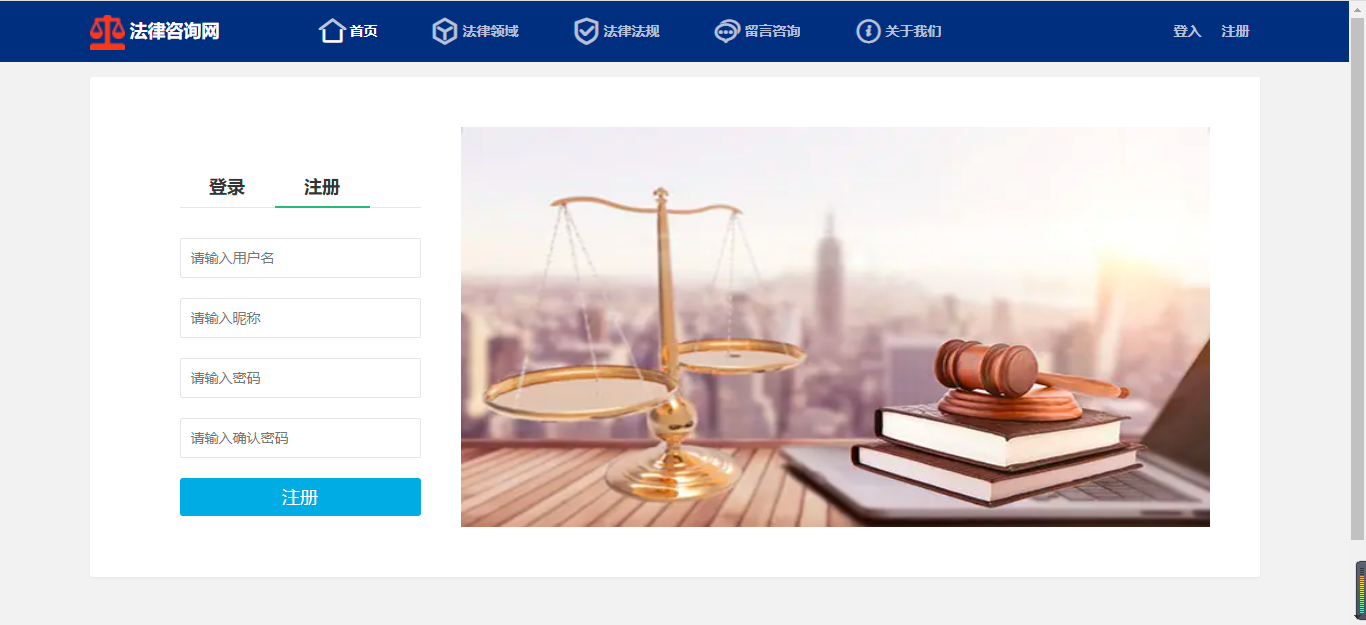 法律咨询网 首页 法律领域 法律法规 留言咨询 关于我们 登入 注册
登录 注册
请输入用户名
请输入昵称
请输入密码
请输入确认密码
注册